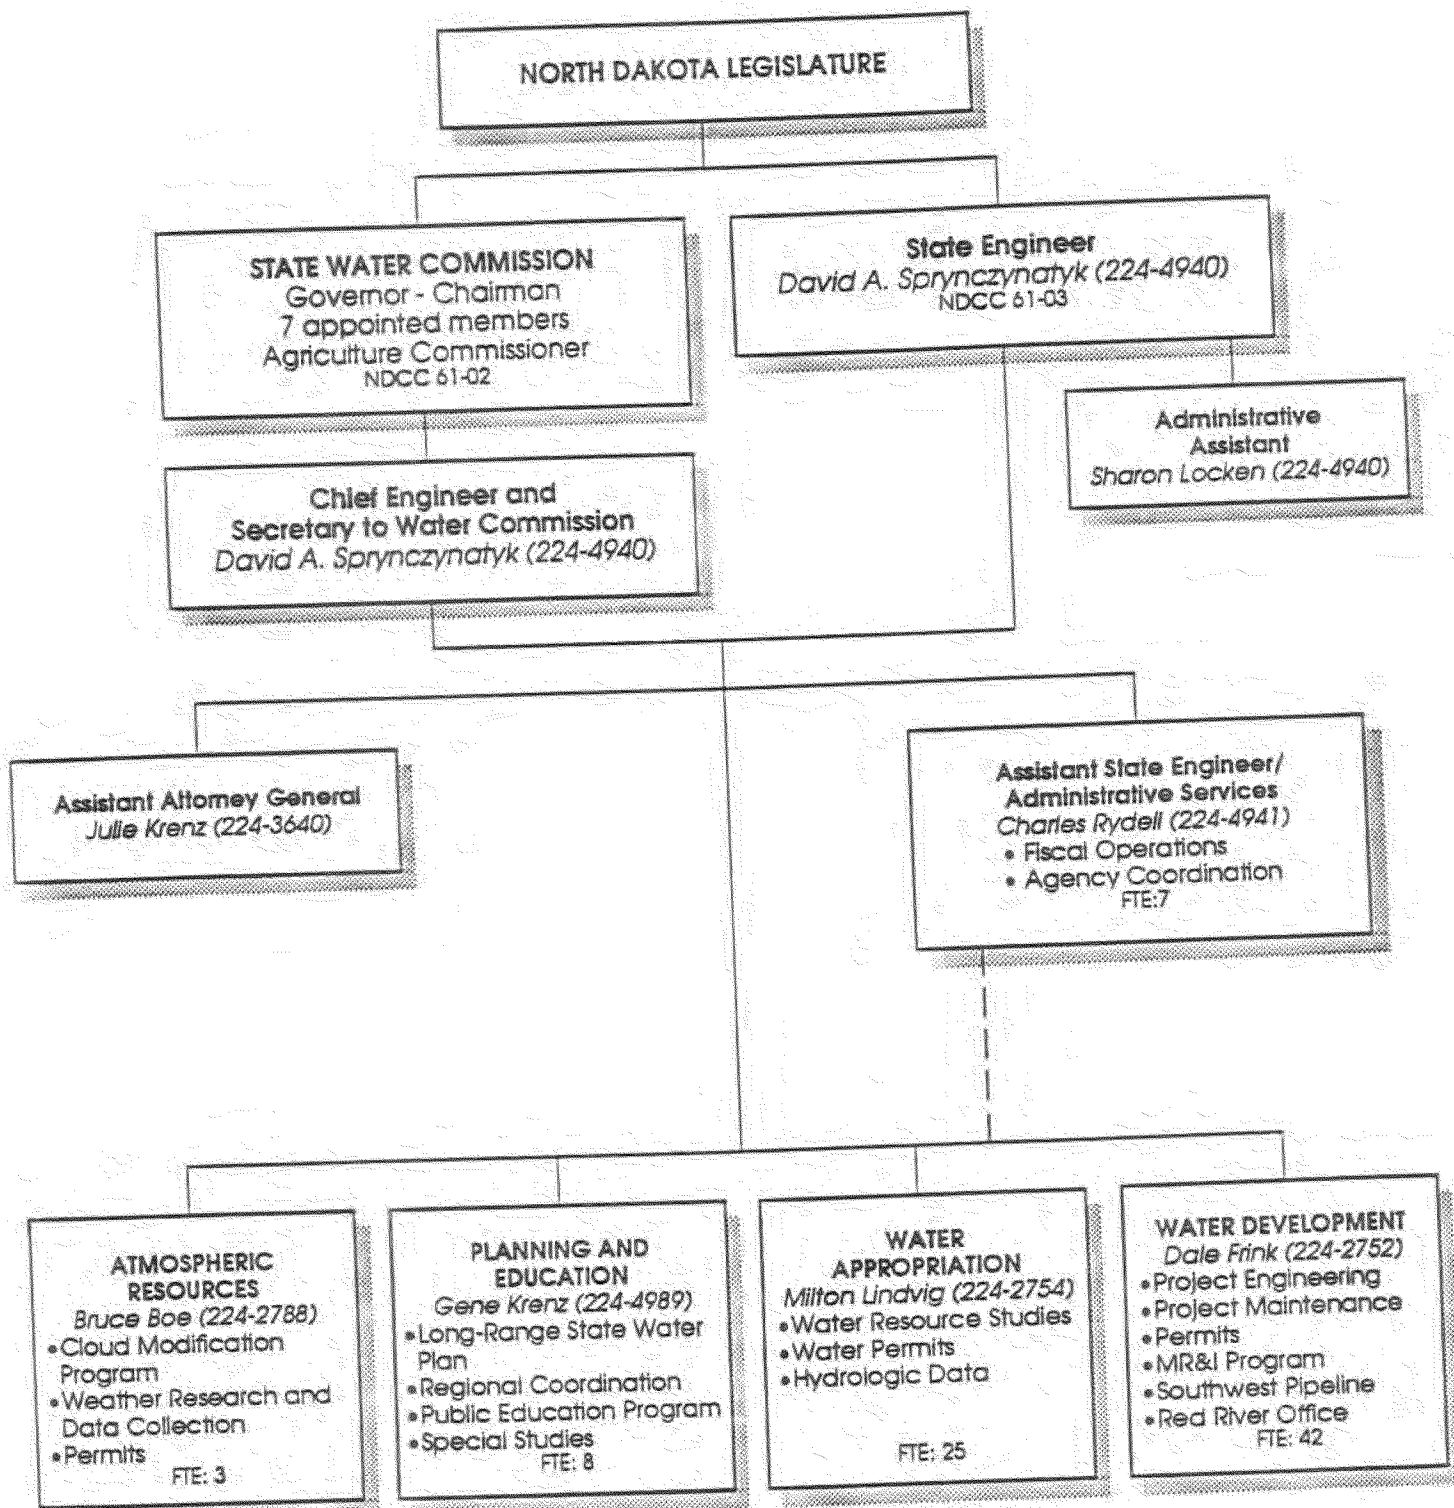 NORTH DAKOTA LEGISLATURE
STATE WATER COMMISSION
Governor - Chairman
7 appointed members
Agriculture Commissioner
NDCC 61-02
State Engineer
David A. Sprynczynatyk (224-4940)
NDCC 61-03
Administrative
Assistant
Sharon Locken (224-4940)
Chief Engineer and
Secretary to Water Commission
David A. Sprynczynatyk (224-4940)
Assistant Attorney General
Julie Krenz (224-3640)
Assistant State Engineer/
Administrative Services
Charles Rydell (224-4941)
• Fiscal Operations
• Agency Coordination
FTE:7
ATMOSPHERIC
RESOURCES
Bruce Boe (224-2788)
•Cloud Modification
Program
•Weather Research and
Data Collection
•Permits
FTE: 3
PLANNING AND
EDUCATION
Gene Krenz (224-4989)
•Long-Range State Water
Plan
•Regional Coordination
•Public Education Program
•Special Studies
FTE: 8
WATER
APPROPRIATION
Milton Lindvig (224-2754)
•Water Resource Studies
•Water Permits
•Hydrologic Data
FTE: 25
WATER DEVELOPMENT
Dale Frink (224-2752)
•Project Engineering
•Project Maintenance
•Permits
•MR&I Program
•Southwest Pipeline
•Red River Office
FTE: 42